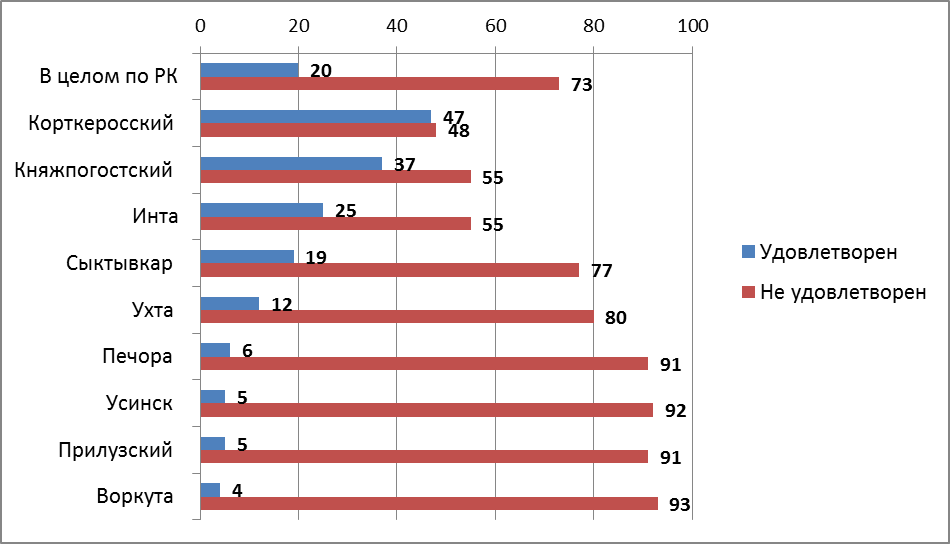 0 20 40 60 80 100
В целом по РК 20
73
Корткеросский 47
48
Княжпогостский 37
55
Инта 25
55
Сыктывкар 19
77
Ухта 12
80
Печора 6
91
Усинск 5
92
Прилузский 5
91
Воркута 4
93
Удовлетворен
Не удовлетворен